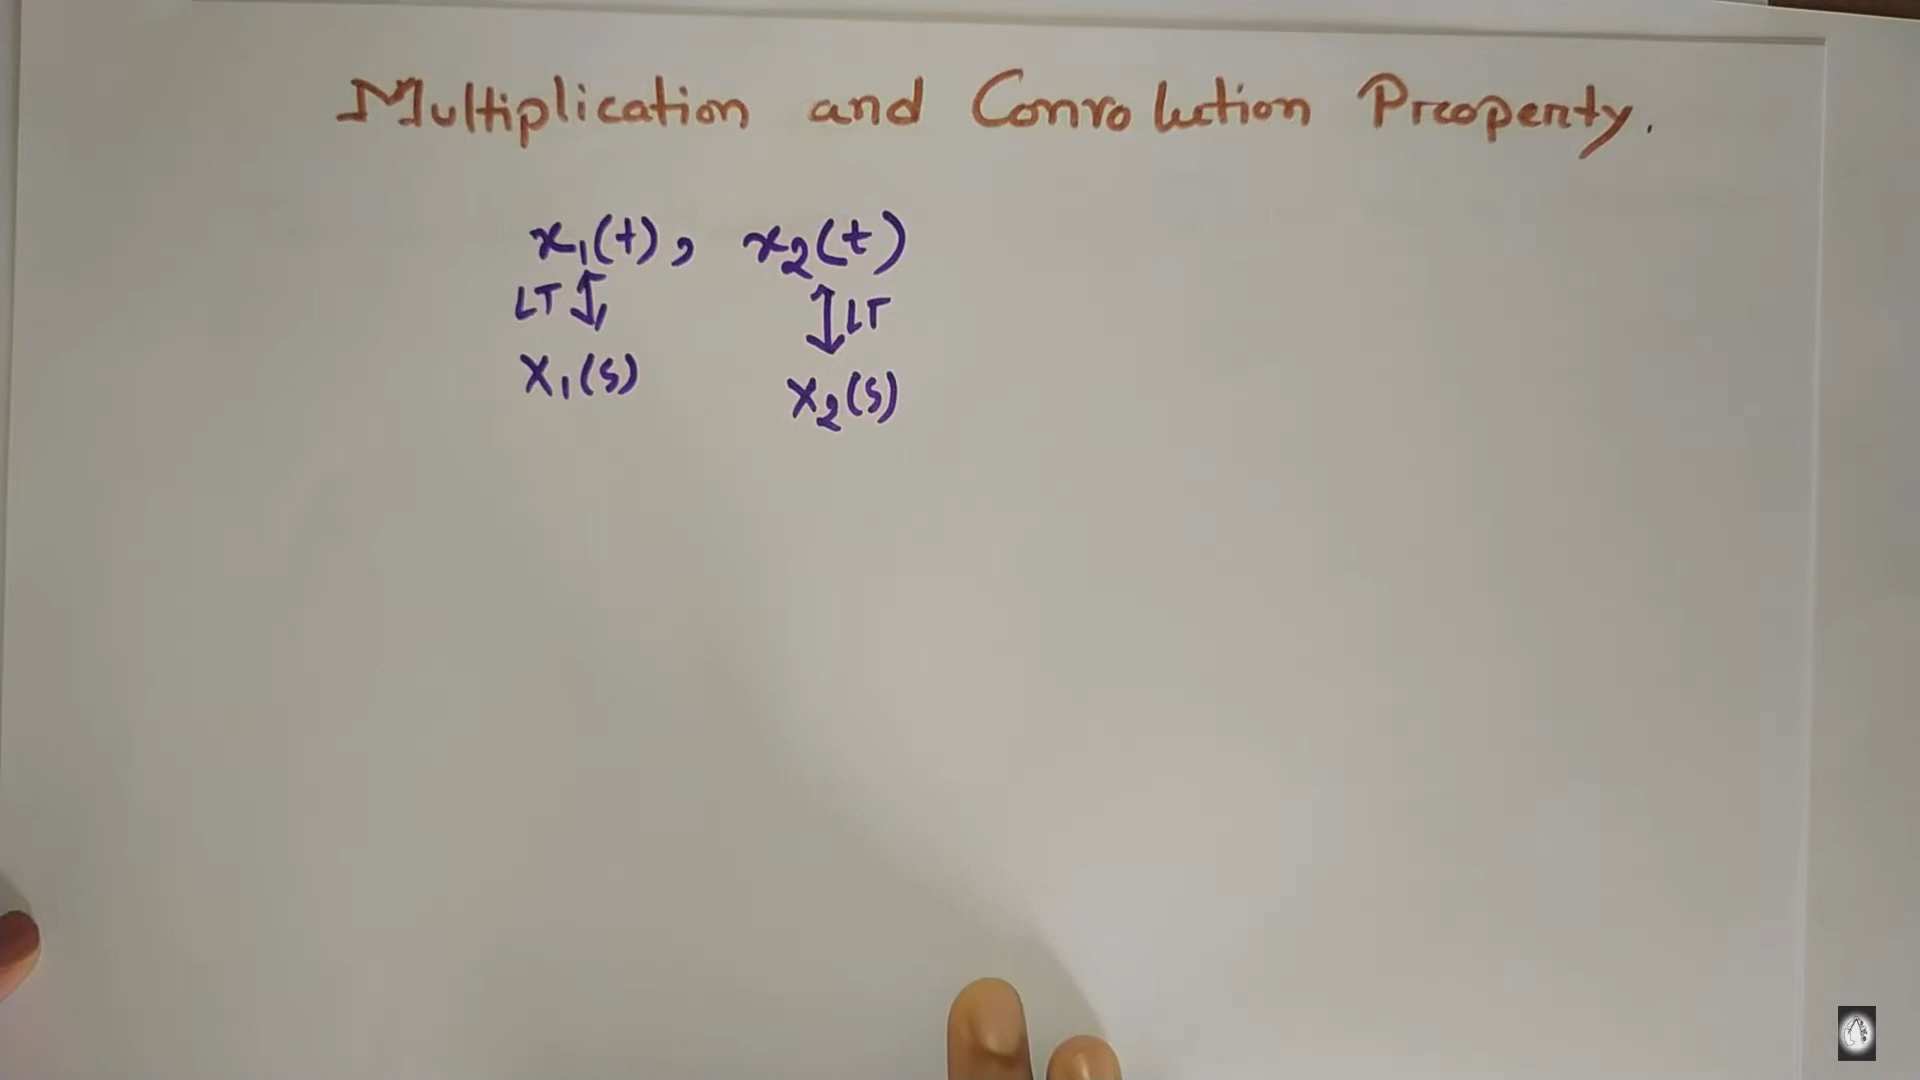 Multiplication and Convolution Property.
x₁(t), x₂(t)
LT ↕ ↕ LT
X₁(s) X₂(s)